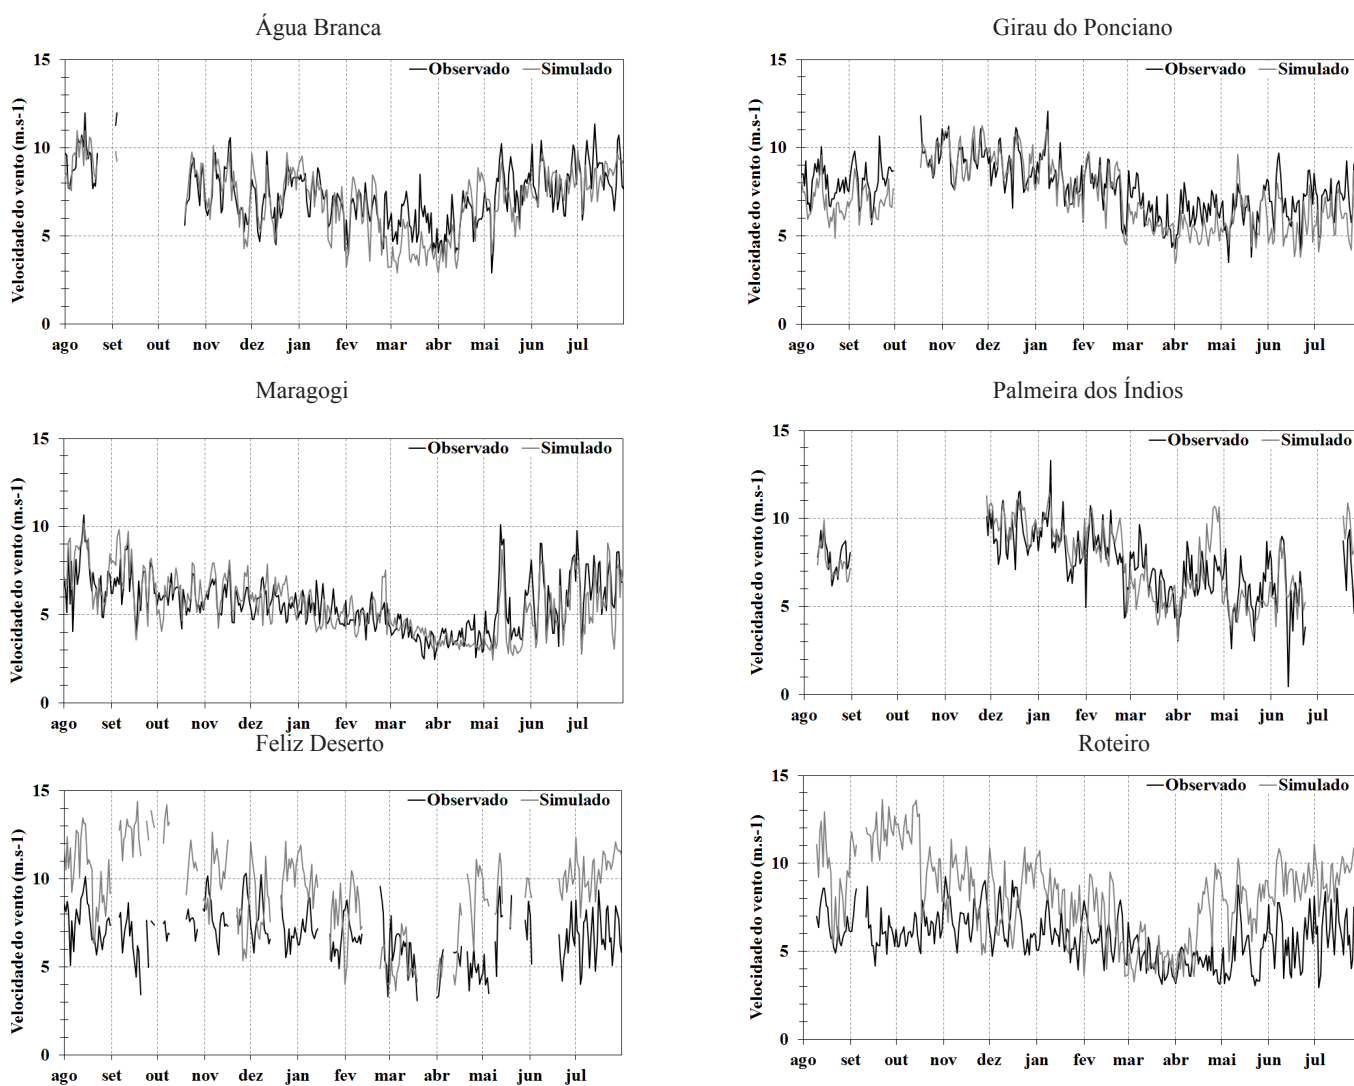 Água Branca
15
Observado Simulado
10
5
0
Velocidade do vento (m.s-1)
ago set out nov dez jan fev mar abr mai jun jul
Girau do Ponciano
15
Observado Simulado
10
5
0
Velocidade do vento (m.s-1)
ago set out nov dez jan fev mar abr mai jun jul
Maragogi
15
Observado Simulado
10
5
0
Velocidade do vento (m.s-1)
ago set out nov dez jan fev mar abr mai jun jul
Palmeira dos Índios
15
Observado Simulado
10
5
0
Velocidade do vento (m.s-1)
ago set out nov dez jan fev mar abr mai jun jul
Feliz Deserto
15
Observado Simulado
10
5
0
Velocidade do vento (m.s-1)
ago set out nov dez jan fev mar abr mai jun jul
Roteiro
15
Observado Simulado
10
5
0
Velocidade do vento (m.s-1)
ago set out nov dez jan fev mar abr mai jun jul